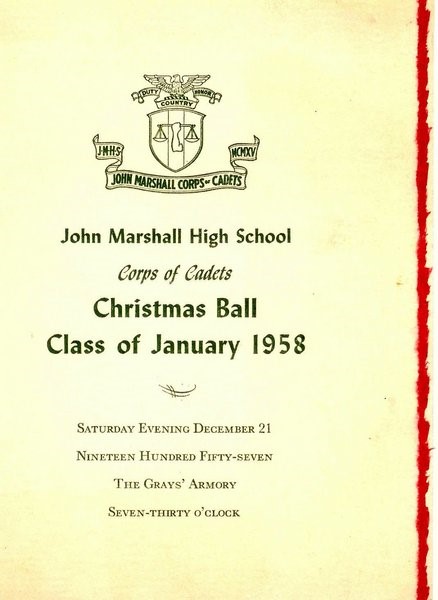 DUTY HONOR
COUNTRY
J-M-H-S MCMXV
JOHN MARSHALL CORPS OF CADETS
John Marshall High School
Corps of Cadets
Christmas Ball
Class of January 1958
Saturday Evening December 21
Nineteen Hundred Fifty-seven
The Grays' Armory
Seven-thirty o'clock